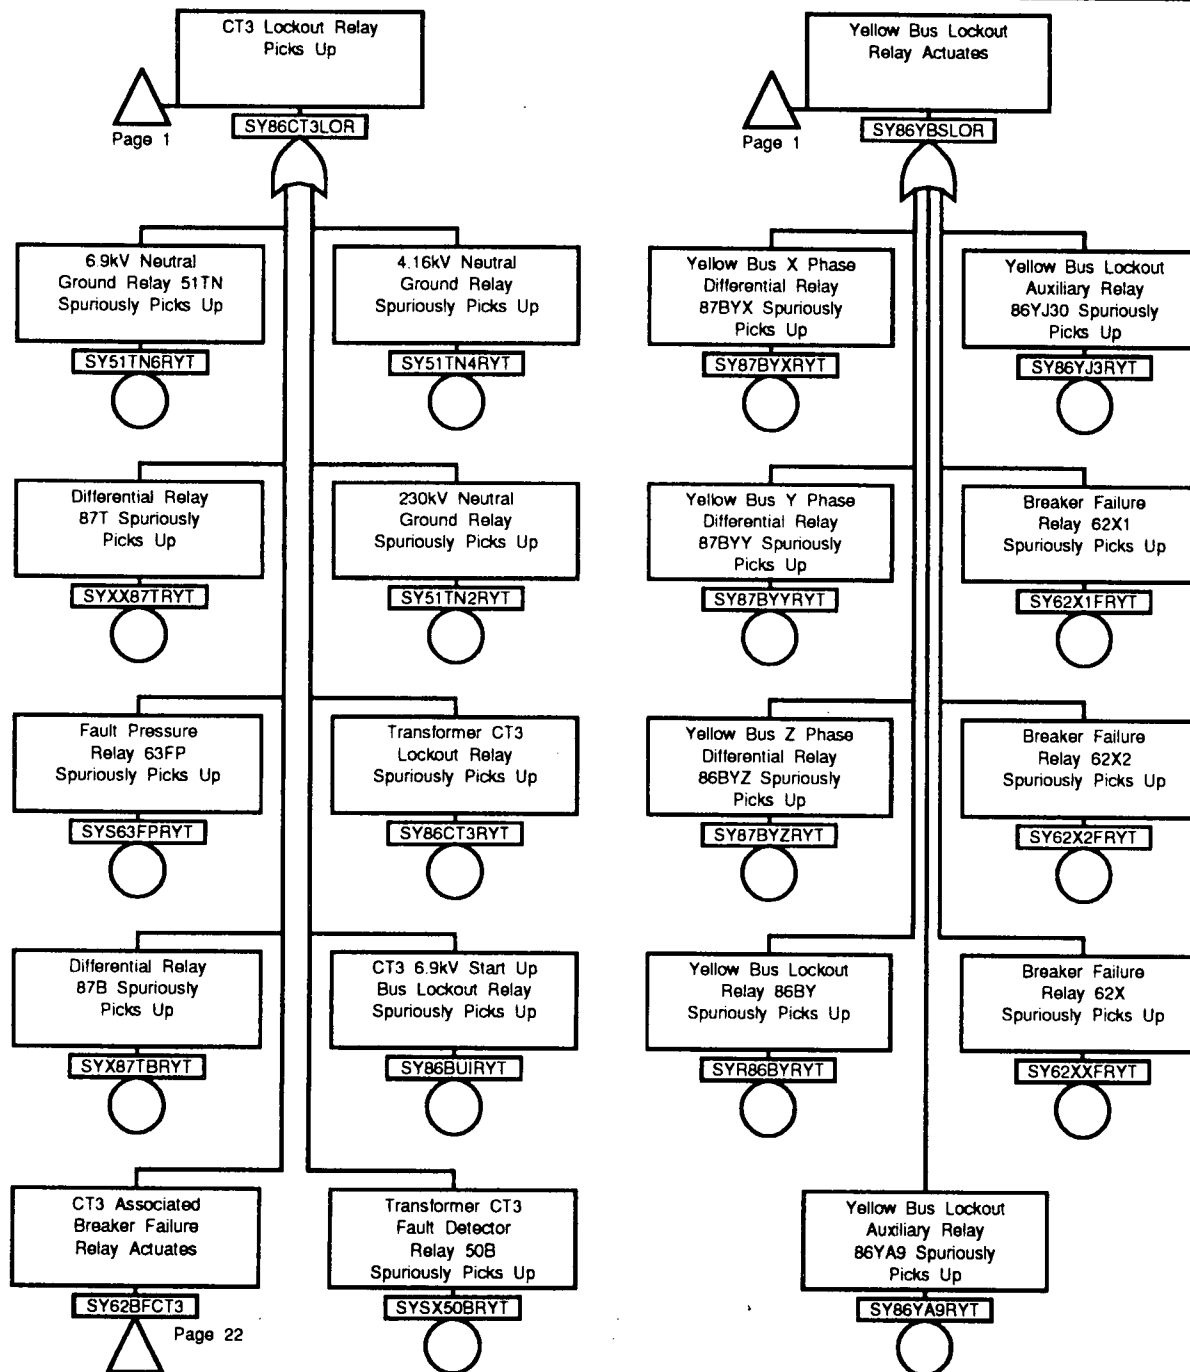 CT3 Lockout Relay
Picks Up
Page 1
SY86CT3LOR
6.9kV Neutral
Ground Relay 51TN
Spuriously Picks Up
SY51TN6RYT
4.16kV Neutral
Ground Relay
Spuriously Picks Up
SY51TN4RYT
Differential Relay
87T Spuriously
Picks Up
SYXX87TRYT
230kV Neutral
Ground Relay
Spuriously Picks Up
SY51TN2RYT
Fault Pressure
Relay 63FP
Spuriously Picks Up
SYS63FPRYT
Transformer CT3
Lockout Relay
Spuriously Picks Up
SY86CT3RYT
Differential Relay
87B Spuriously
Picks Up
SYX87TBRYT
CT3 6.9kV Start Up
Bus Lockout Relay
Spuriously Picks Up
SY86BUIRYT
CT3 Associated
Breaker Failure
Relay Actuates
SY62BFCT3
Page 22
Transformer CT3
Fault Detector
Relay 50B
Spuriously Picks Up
SYSX50BRYT
Yellow Bus Lockout
Relay Actuates
Page 1
SY86YBSLOR
Yellow Bus X Phase
Differential Relay
87BYX Spuriously
Picks Up
SY87BYXRYT
Yellow Bus Lockout
Auxiliary Relay
86YJ30 Spuriously
Picks Up
SY86YJ3RYT
Yellow Bus Y Phase
Differential Relay
87BYY Spuriously
Picks Up
SY87BYYRYT
Breaker Failure
Relay 62X1
Spuriously Picks Up
SY62X1FRYT
Yellow Bus Z Phase
Differential Relay
86BYZ Spuriously
Picks Up
SY87BYZRYT
Breaker Failure
Relay 62X2
Spuriously Picks Up
SY62X2FRYT
Yellow Bus Lockout
Relay 86BY
Spuriously Picks Up
SYR86BYRYT
Breaker Failure
Relay 62X
Spuriously Picks Up
SY62XXFRYT
Yellow Bus Lockout
Auxiliary Relay
86YA9 Spuriously
Picks Up
SY86YA9RYT